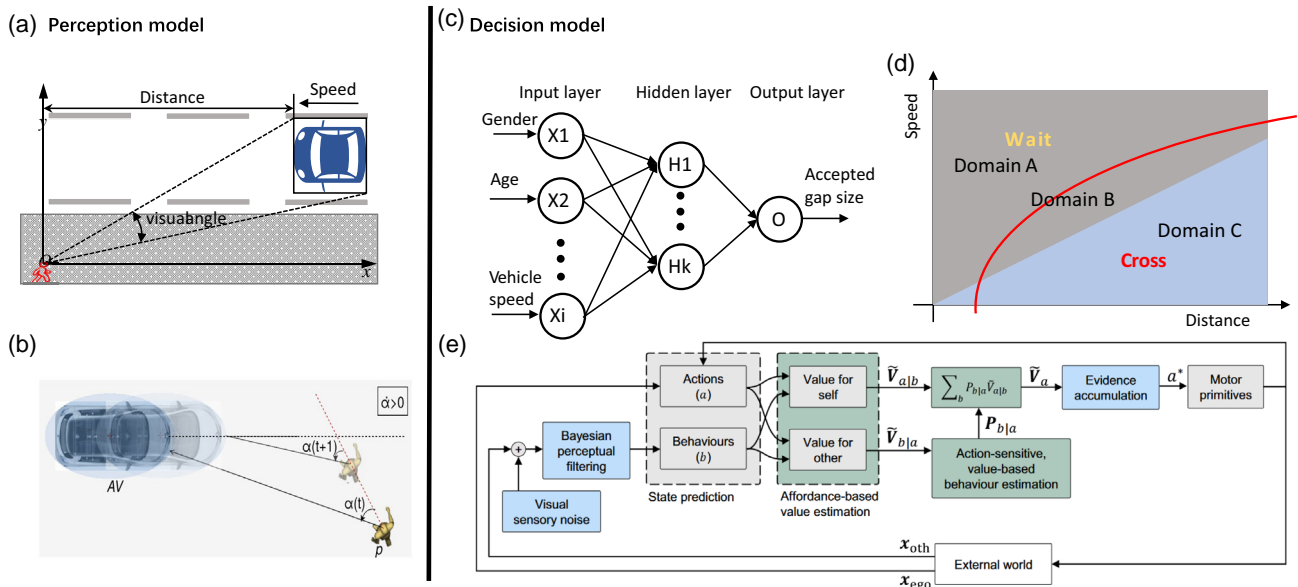 (a) Perception model
Distance
Speed
y
visuangle
x
(b)
α̇>0
α(t+1)
α(t)
AV
p
(c) Decision model
Input layer
Hidden layer
Output layer
Gender
X1
Age
X2
Vehicle
speed
Xi
H1
Hk
O
Accepted
gap size
(d)
Speed
Wait
Domain A
Domain B
Domain C
Cross
Distance
(e)
Visual
sensory noise
+
Bayesian
perceptual
filtering
Actions
(a)
Behaviours
(b)
State prediction
Value for
self
Value for
other
Affordance-based
value estimation
Ṽa|b
Ṽb|a
∑b Pb|a Ṽa|b
Pb|a
Action-sensitive,
value-based
behaviour estimation
Ṽa
Evidence
accumulation
a*
Motor
primitives
External world
xoth
xego